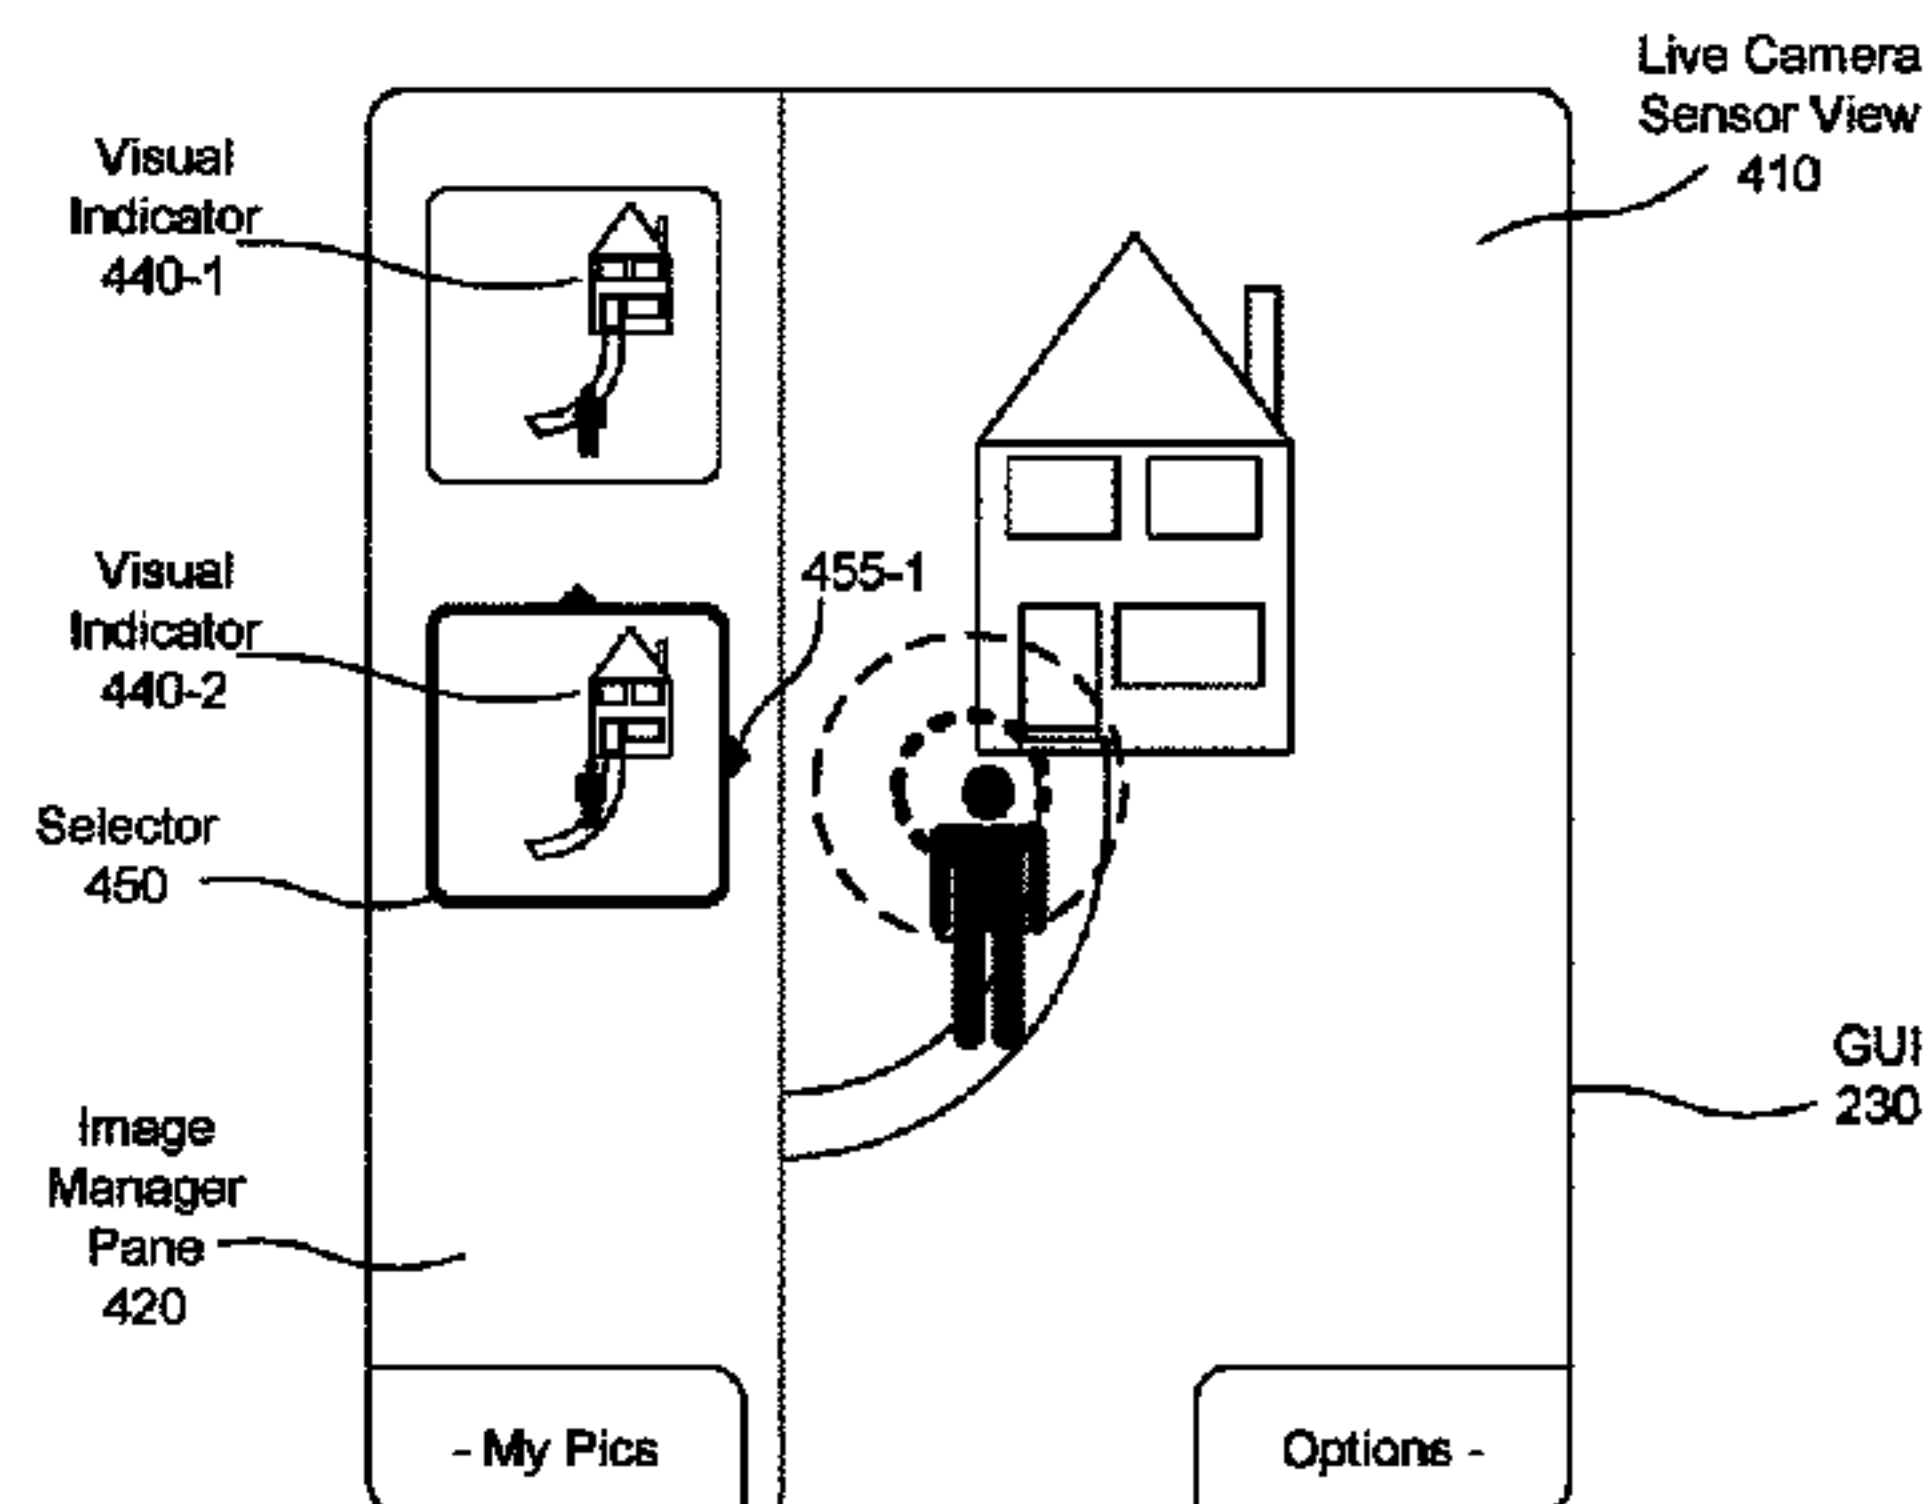 Live Camera
Sensor View
410
Visual
Indicator
440-1
Visual
Indicator
440-2
455-1
Selector
450
GUI
230
Image
Manager
Pane
420
- My Pics
Options -